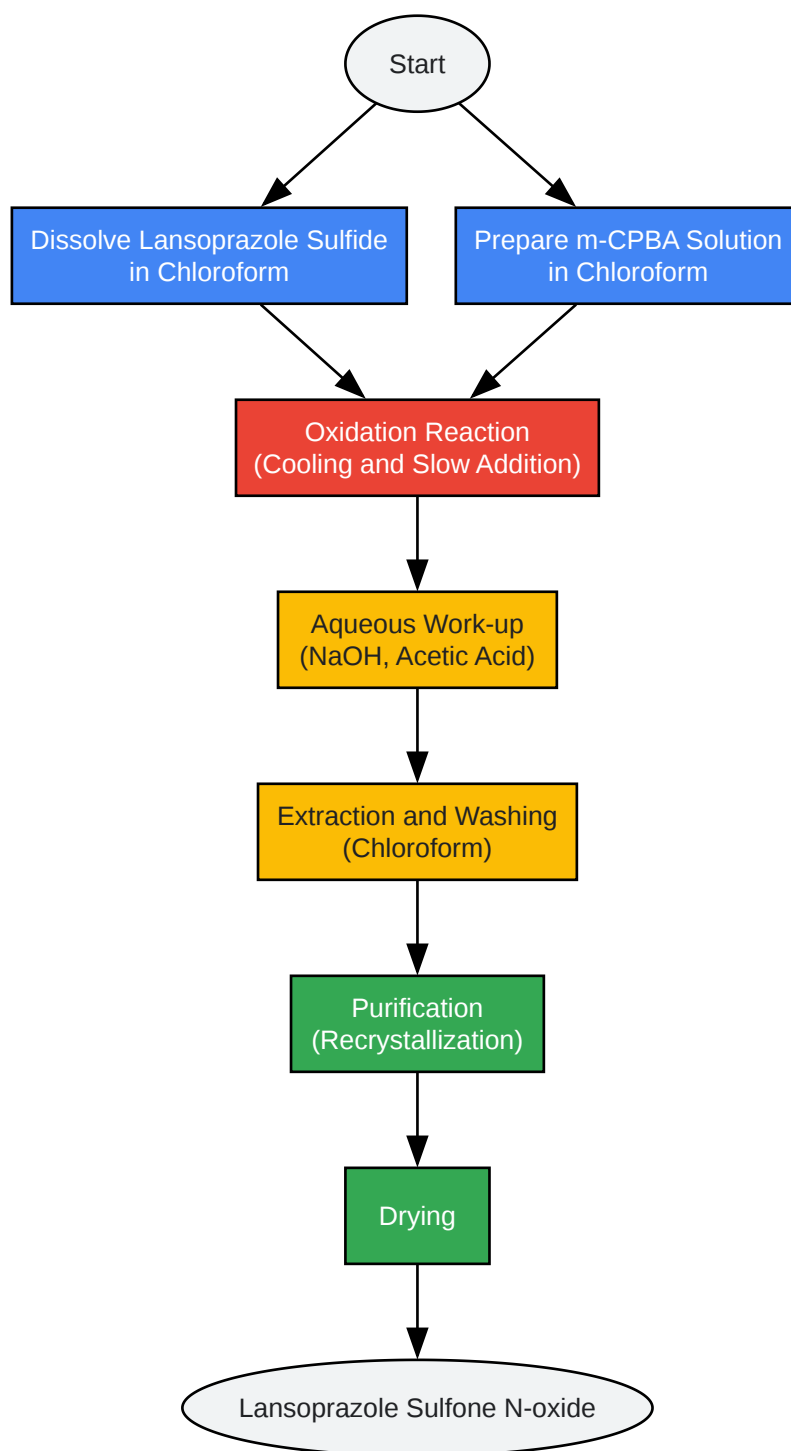 Start
Dissolve Lansoprazole Sulfide
in Chloroform
Prepare m-CPBA Solution
in Chloroform
Oxidation Reaction
(Cooling and Slow Addition)
Aqueous Work-up
(NaOH, Acetic Acid)
Extraction and Washing
(Chloroform)
Purification
(Recrystallization)
Drying
Lansoprazole Sulfone N-oxide